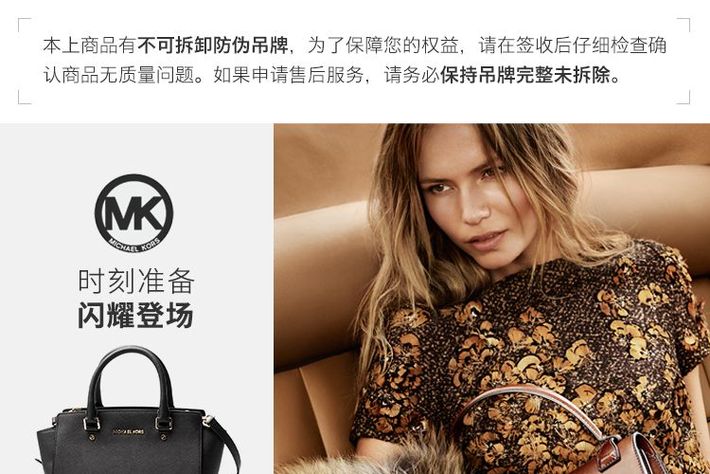 本上商品有不可拆卸防伪吊牌，为了保障您的权益，请在签收后仔细检查确
认商品无质量问题。如果申请售后服务，请务必保持吊牌完整未拆除。
MK
MICHAEL KORS
时刻准备
闪耀登场
MICHAEL KORS